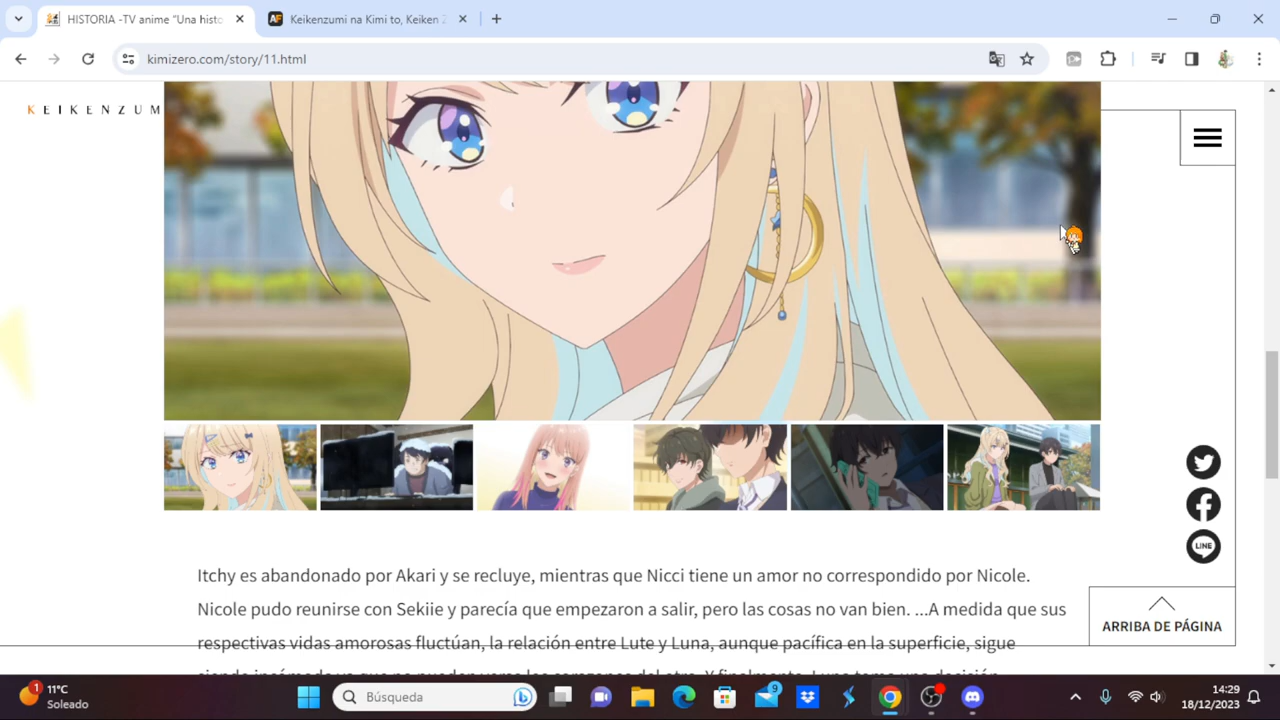 HISTORIA -TV anime “Una histo
Keikenzumi na Kimi to, Keiken Z
kimizero.com/story/11.html
KEIKENZUM
Itchy es abandonado por Akari y se recluye, mientras que Nicci tiene un amor no correspondido por Nicole.
Nicole pudo reunirse con Sekiie y parecía que empezaron a salir, pero las cosas no van bien. ...A medida que sus
respectivas vidas amorosas fluctúan, la relación entre Lute y Luna, aunque pacífica en la superficie, sigue
LINE
ARRIBA DE PÁGINA
1
11°C
Soleado
Búsqueda
9
14:29
18/12/2023